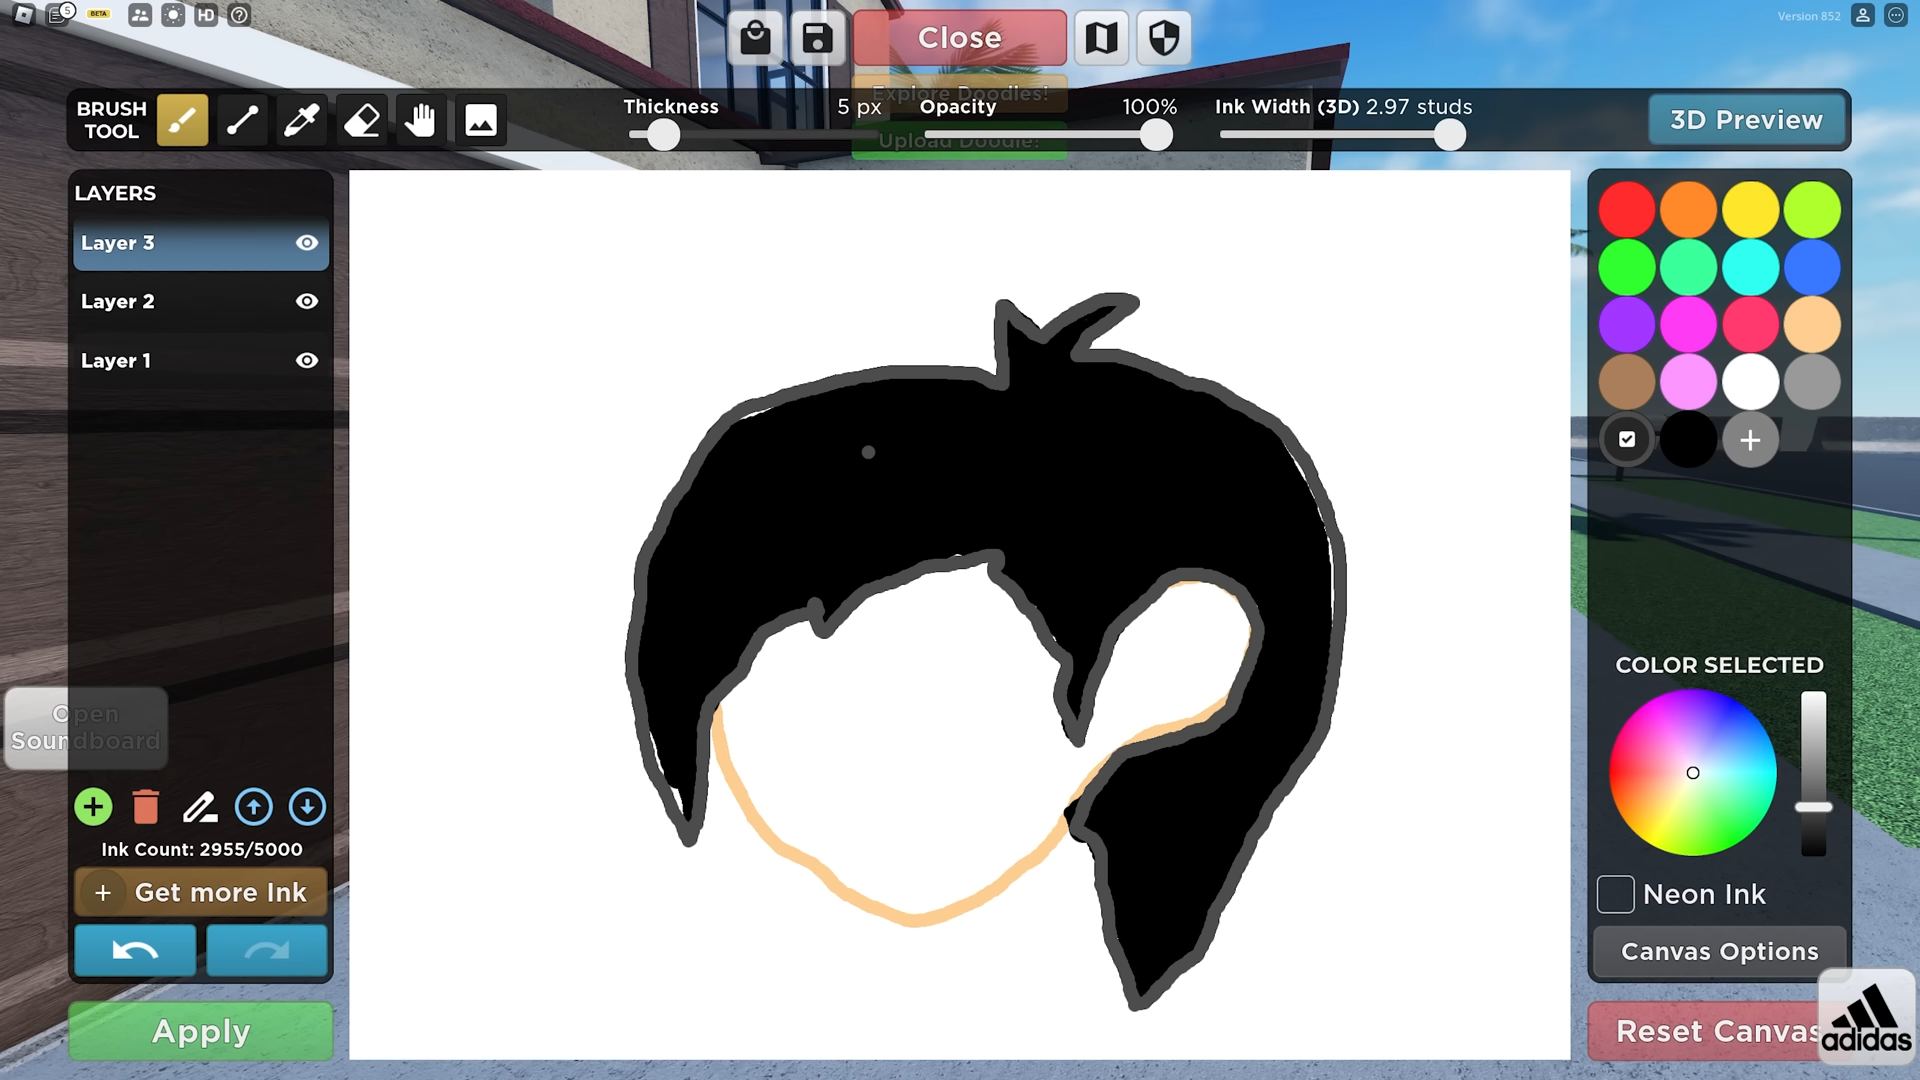 5
BETA
HD
Version 852
Close
Explore Doodles!
Upload Doodle!
BRUSH
TOOL
Thickness
5 px
Opacity
100%
Ink Width (3D) 2.97 studs
3D Preview
LAYERS
Layer 3
Layer 2
Layer 1
Open
Soundboard
Ink Count: 2955/5000
+ Get more Ink
Apply
COLOR SELECTED
Neon Ink
Canvas Options
Reset Canvas
adidas